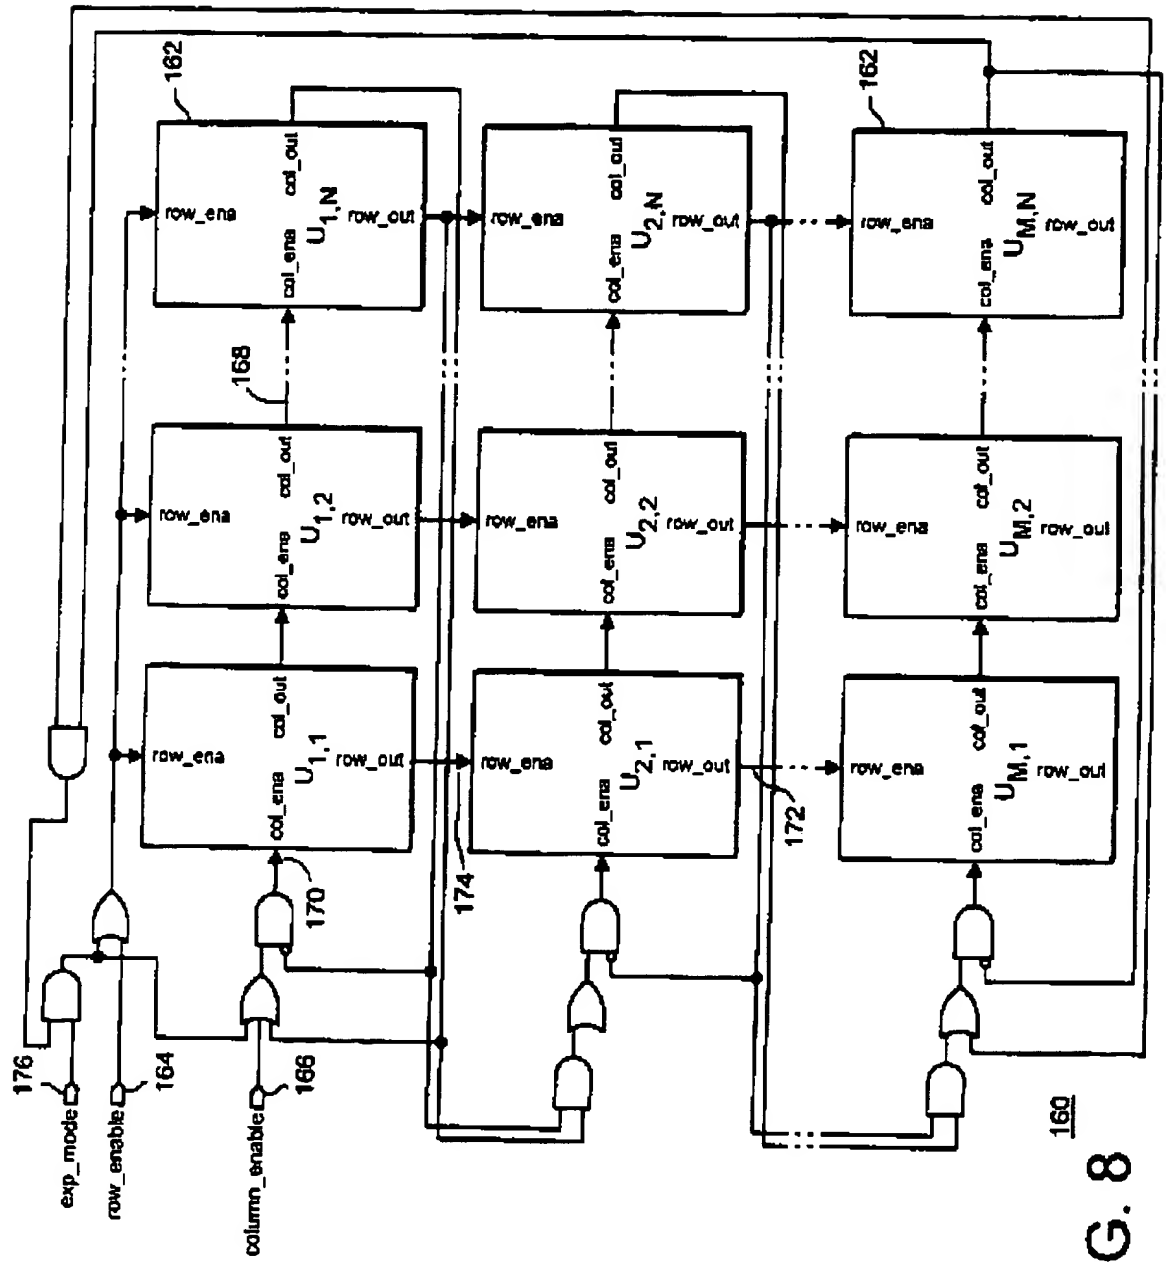 exp_mode
176
row_enable
164
column_enable
166
170
row_ena
col_ena
col_out
U1,1
row_out
row_ena
col_ena
col_out
U1,2
row_out
168
row_ena
col_ena
col_out
U1,N
row_out
162
174
row_ena
col_ena
col_out
U2,1
row_out
172
row_ena
col_ena
col_out
U2,2
row_out
row_ena
col_ena
col_out
U2,N
row_out
row_ena
col_ena
col_out
UM,1
row_out
row_ena
col_ena
col_out
UM,2
row_out
row_ena
col_ena
col_out
UM,N
row_out
162
160
G. 8